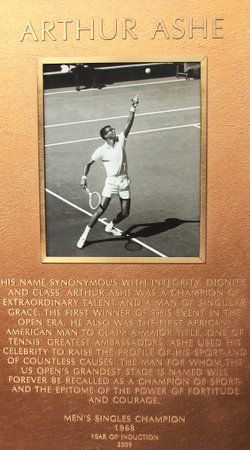 ARTHUR ASHE
HIS NAME SYNONYMOUS WITH INTEGRITY, DIGNITY
AND CLASS, ARTHUR ASHE WAS A CHAMPION OF
EXTRAORDINARY TALENT AND A MAN OF SINGULAR
GRACE. THE FIRST WINNER OF THIS EVENT IN THE
OPEN ERA, HE ALSO WAS THE FIRST AFRICAN
AMERICAN MAN TO CLAIM A MAJOR TITLE. ONE OF
TENNIS' GREATEST AMBASSADORS, ASHE USED HIS
CELEBRITY TO RAISE THE PROFILE OF HIS SPORT AND
OF COUNTLESS CAUSES. THE MAN FOR WHOM THE
US OPEN'S GRANDEST STAGE IS NAMED WILL
FOREVER BE RECALLED AS A CHAMPION OF SPORT
AND THE EPITOME OF THE POWER OF FORTITUDE
AND COURAGE.
MEN'S SINGLES CHAMPION
1968
YEAR OF INDUCTION
2009